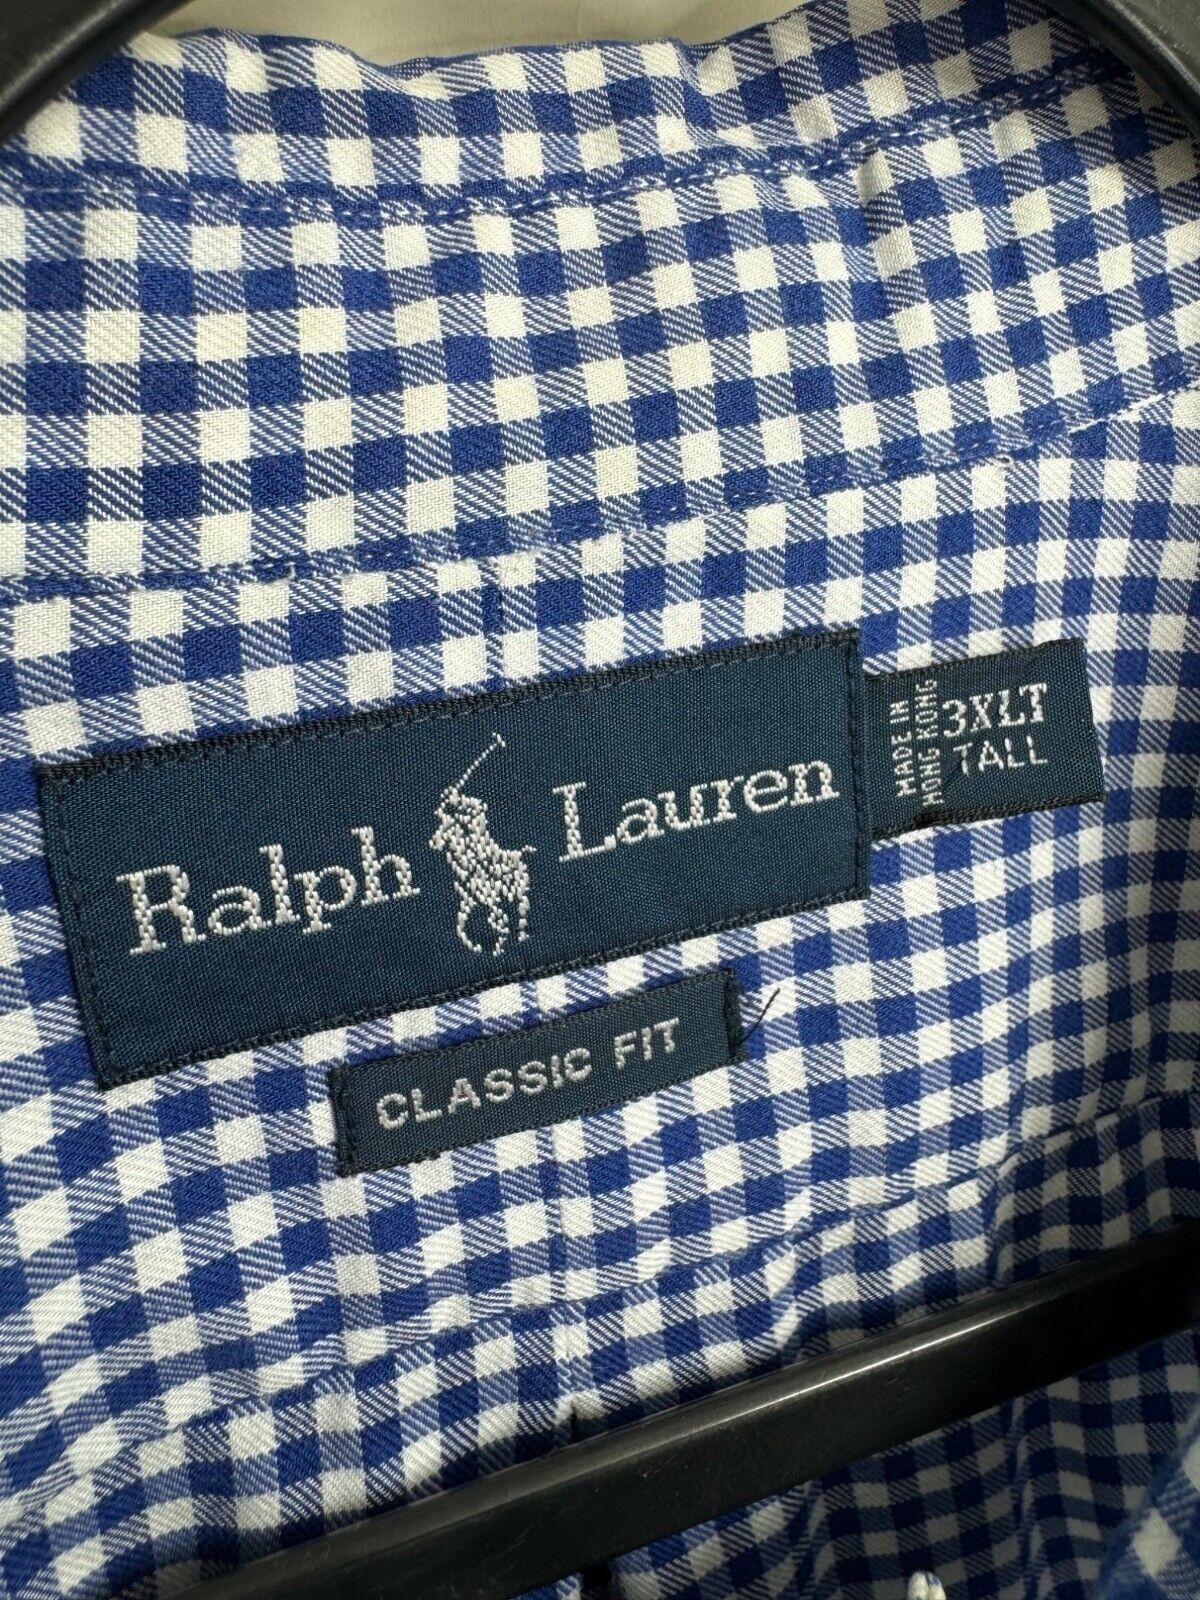 Ralph Lauren
MADE IN
HONG KONG
3XLT
TALL
CLASSIC FIT